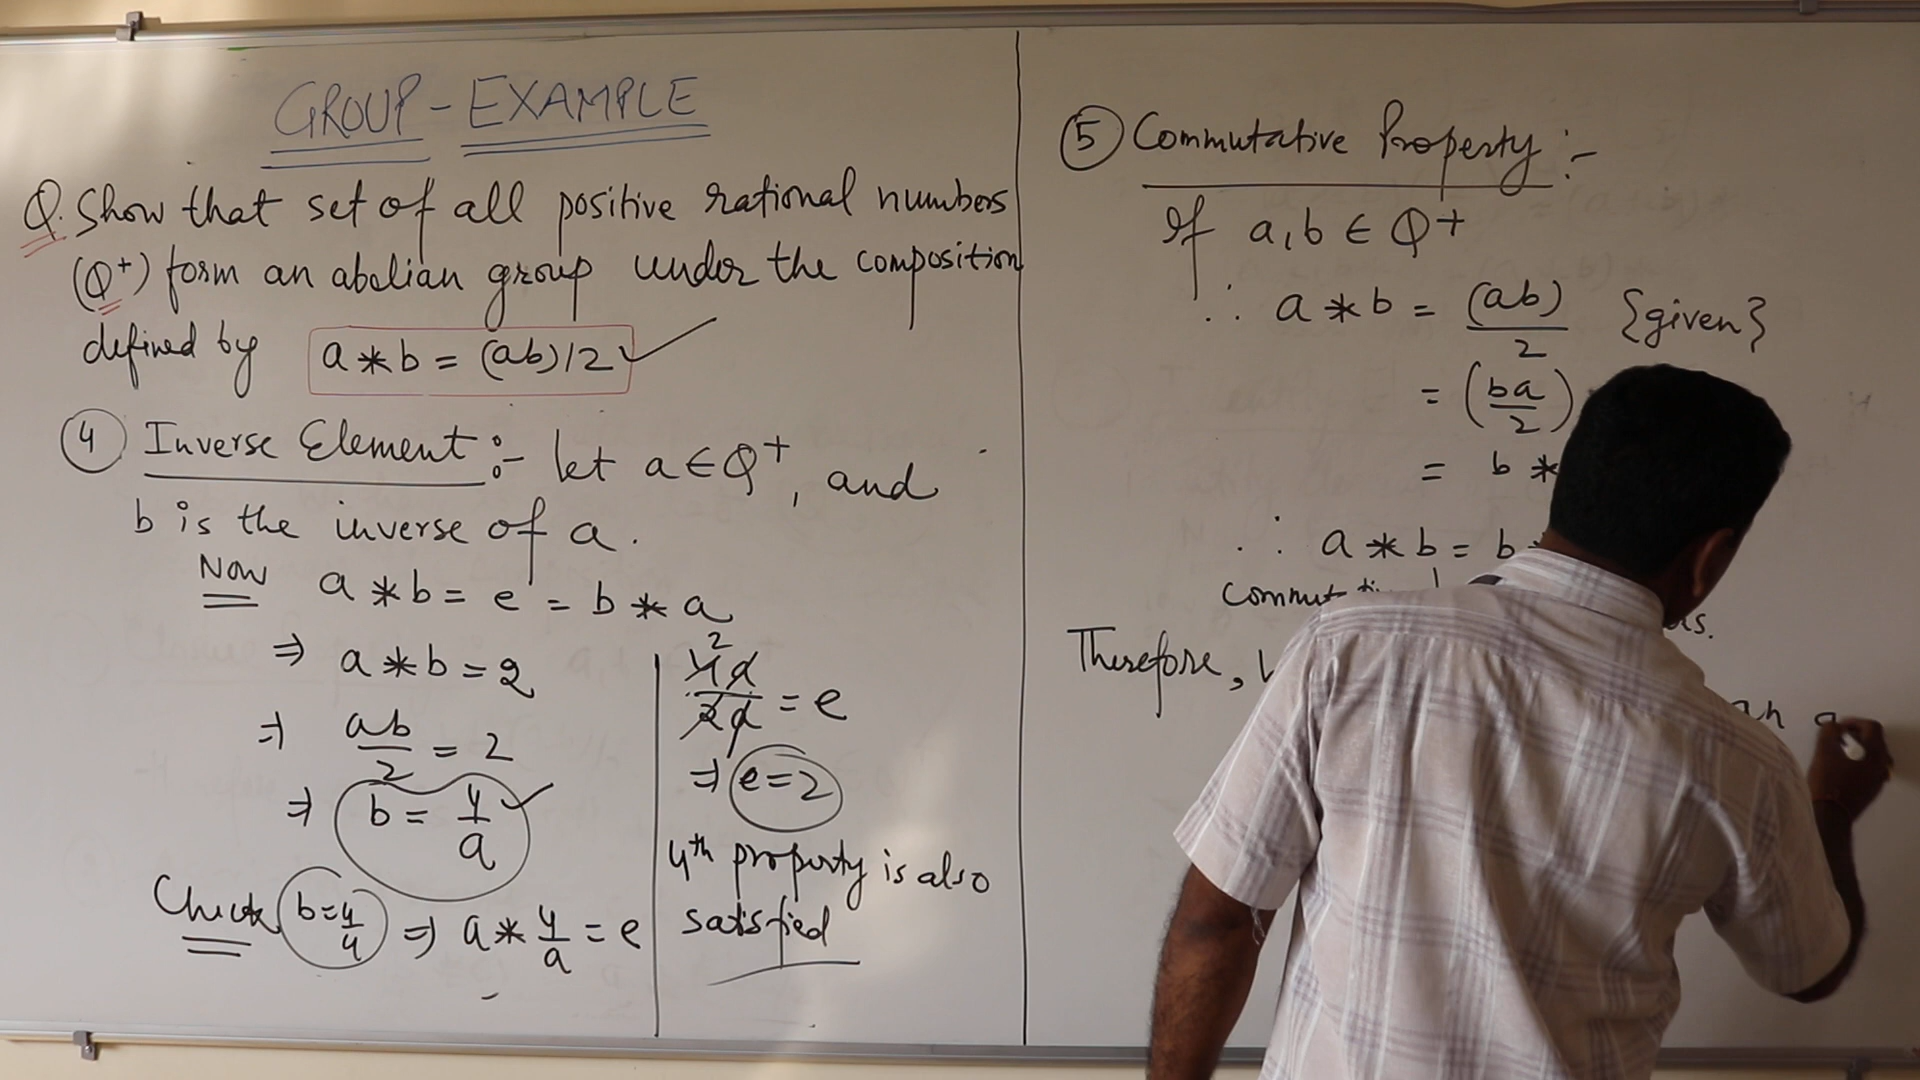 GROUP - EXAMPLE
Q. Show that set of all positive rational numbers
(Q+) form an abelian group under the composition
defined by a * b = (ab)/2 ✓
④ Inverse Element :- let a ∈ Q+, and
b is the inverse of a.
Now a * b = e = b * a
⇒ a * b = 2
⇒ ab/2 = 2
⇒ b = 4/a ✓
Check b = 4/4 ⇒ a * 4/a = e
4a/2a = e
2
⇒ e = 2
4th property is also
satisfied
⑤ Commutative Property :-
If a, b ∈ Q+
∴ a * b = (ab)/2 {given}
= (ba/2)
= b *
∴ a * b = b *
Therefore,